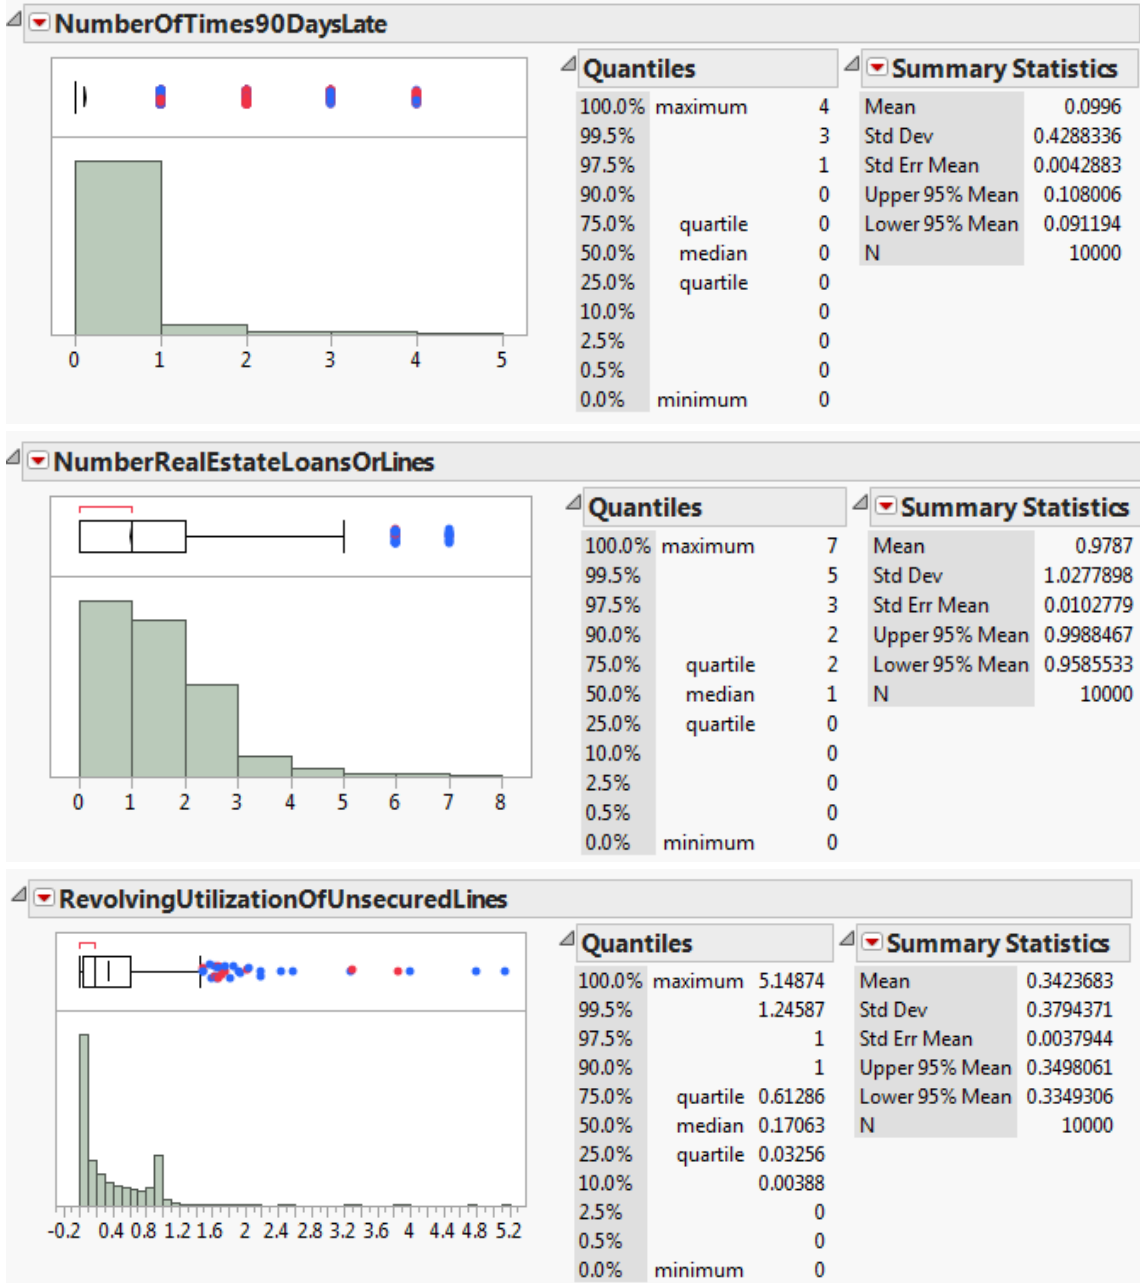 NumberOfTimes90DaysLate
Quantiles
100.0% maximum 4
99.5% 3
97.5% 1
90.0% 0
75.0% quartile 0
50.0% median 0
25.0% quartile 0
10.0% 0
2.5% 0
0.5% 0
0.0% minimum 0
Summary Statistics
Mean 0.0996
Std Dev 0.4288336
Std Err Mean 0.0042883
Upper 95% Mean 0.108006
Lower 95% Mean 0.091194
N 10000
0 1 2 3 4 5
NumberRealEstateLoansOrLines
Quantiles
100.0% maximum 7
99.5% 5
97.5% 3
90.0% 2
75.0% quartile 2
50.0% median 1
25.0% quartile 0
10.0% 0
2.5% 0
0.5% 0
0.0% minimum 0
Summary Statistics
Mean 0.9787
Std Dev 1.0277898
Std Err Mean 0.0102779
Upper 95% Mean 0.9988467
Lower 95% Mean 0.9585533
N 10000
0 1 2 3 4 5 6 7 8
RevolvingUtilizationOfUnsecuredLines
Quantiles
100.0% maximum 5.14874
99.5% 1.24587
97.5% 1
90.0% 1
75.0% quartile 0.61286
50.0% median 0.17063
25.0% quartile 0.03256
10.0% 0.00388
2.5% 0
0.5% 0
0.0% minimum 0
Summary Statistics
Mean 0.3423683
Std Dev 0.3794371
Std Err Mean 0.0037944
Upper 95% Mean 0.3498061
Lower 95% Mean 0.3349306
N 10000
-0.2 0.4 0.8 1.2 1.6 2 2.4 2.8 3.2 3.6 4 4.4 4.8 5.2